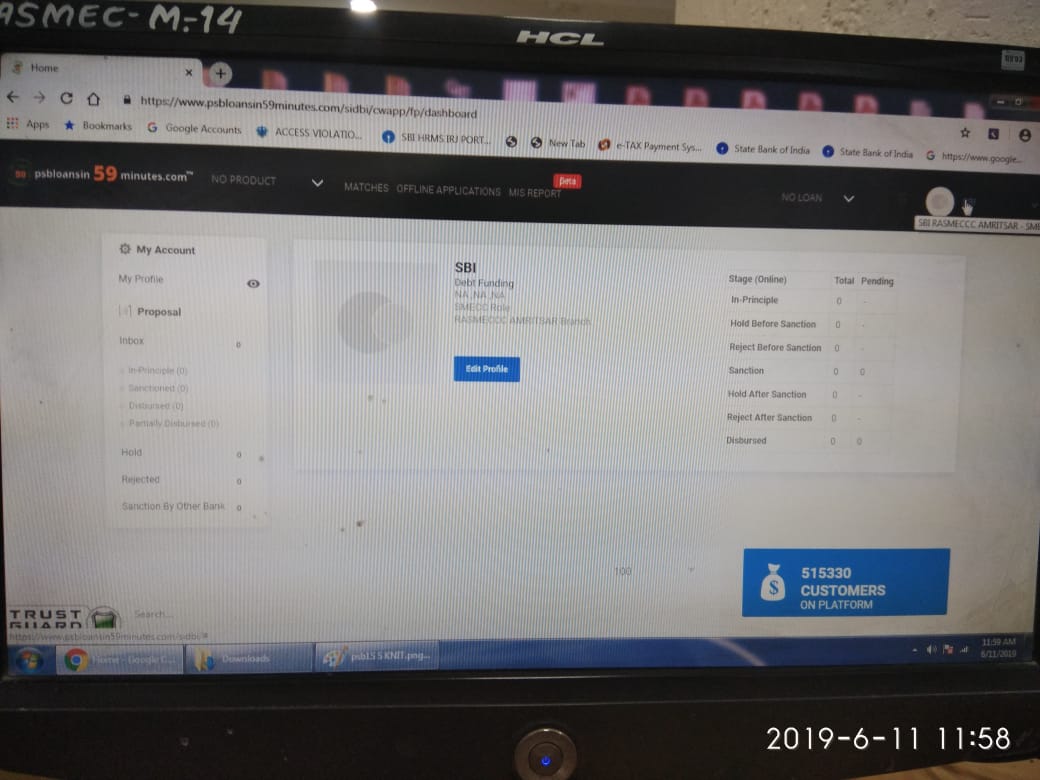 ASMEC- M.-14
HCL
Home
https://www.psbloansin59minutes.com/sidbi/cwapp/fp/dashboard
Apps Bookmarks Google Accounts ACCESS VIOLATIO... SBI HRMS IRJ PORT... New Tab e-TAX Payment Sys... State Bank of India State Bank of India https://www.google...
psbloansin 59 minutes.com™ NO PRODUCT MATCHES OFFLINE APPLICATIONS MIS REPORT Beta NO LOAN
SBI RASMECCC AMRITSAR - SME
My Account
My Profile
Proposal
Inbox 0
In-Principle (0)
Sanctioned (0)
Disbursed (0)
Partially Disbursed (0)
Hold 0
Rejected 0
Sanction By Other Bank 0
SBI
Debt Funding
NA ,NA ,NA
SMECC Role
RASMECCC AMRITSAR Branch
Edit Profile
Stage (Online) Total Pending
In-Principle 0 -
Hold Before Sanction 0 -
Reject Before Sanction 0 -
Sanction 0 0
Hold After Sanction 0 -
Reject After Sanction 0 -
Disbursed 0 0
100
$
515330
CUSTOMERS
ON PLATFORM
TRUST
GUARD
Search...
https://www.psbloansin59minutes.com/sidbi/#
Home - Google C... Downloads psb15 5 KNIT.png...
11:59 AM
6/11/2019
2019-6-11 11:58